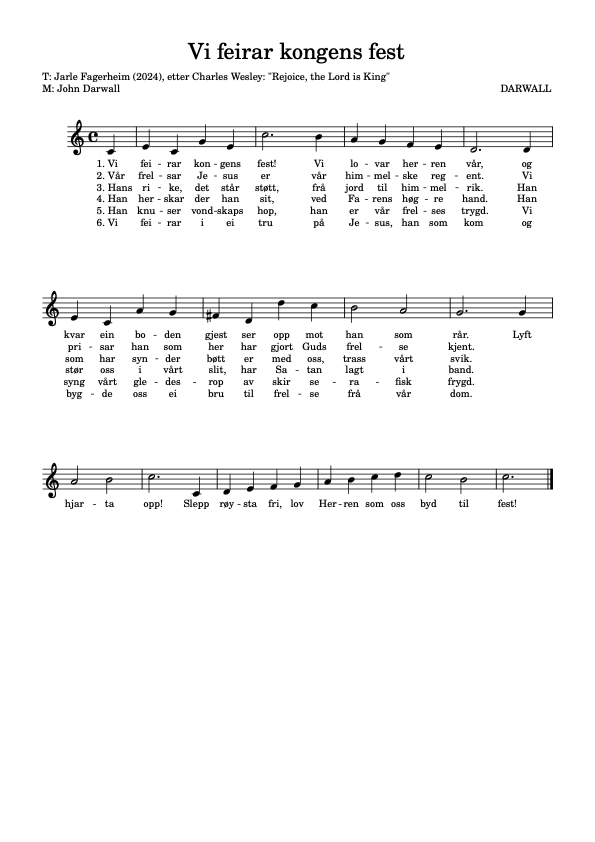 Vi feirar kongens fest
T: Jarle Fagerheim (2024), etter Charles Wesley: "Rejoice, the Lord is King"
M: John Darwall DARWALL
1. Vi fei – rar kon – gens fest! Vi lo – var her – ren vår, og
2. Vår frel – sar Je – sus er vår him – mel – ske reg – ent. Vi
3. Hans ri – ke, det står støtt, frå jord til him – mel – rik. Han
4. Han her – skar der han sit, ved Fa – rens høg – re hand. Han
5. Han knu – ser vond – skaps hop, han er vår frel – ses trygd. Vi
6. Vi fei – rar i ei tru på Je – sus, han som kom og
kvar ein bo – den gjest ser opp mot han som rår. Lyft
pri – sar han som her har gjort Guds frel – se kjent.
som har syn – der bøtt er med oss, trass vårt svik.
stør oss i vårt slit, har Sa – tan lagt i band.
syng vårt gle – des – rop av skir se – ra – fisk frygd.
byg – de oss ei bru til frel – se frå vår dom.
hjar – ta opp! Slepp røy – sta fri, lov Her – ren som oss byd til fest!